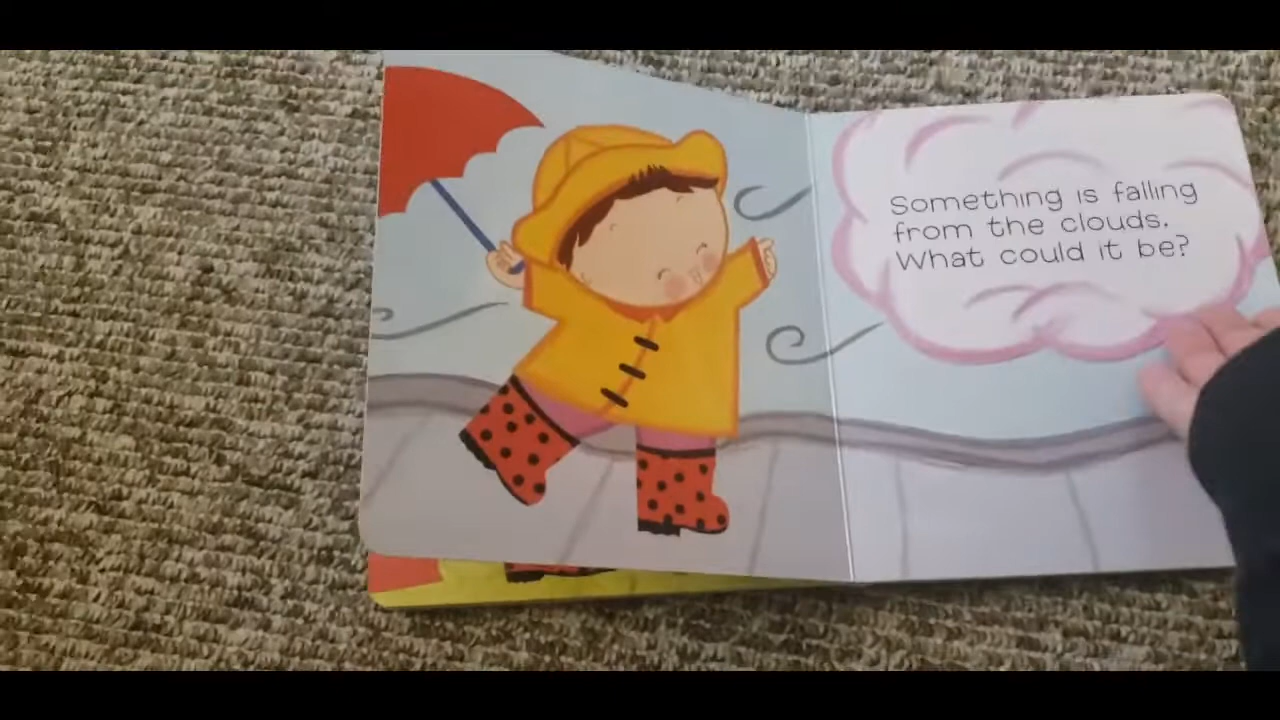 Something is falling
from the clouds.
What could it be?